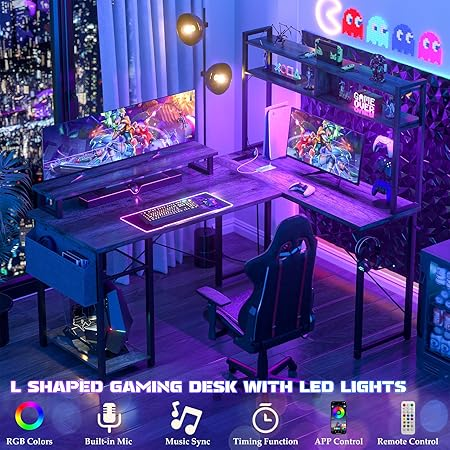 GAME
OVER
L SHAPED GAMING DESK WITH LED LIGHTS
RGB Colors
Built-in Mic
Music Sync
Timing Function
APP Control
Remote Control